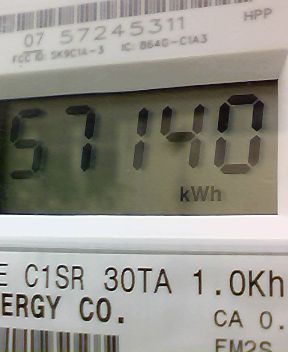 HPP
07 57245311
FCC ID: SK9C1A-3 IC: 864G-C1A3
57140
kWh
E C1SR 30TA 1.0Kh
ERGY CO.
CA 0.
FM2S